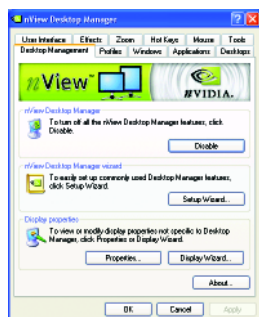 nView Desktop Manager
User Interface Effects Zoom Hot Keys Mouse Tools
Desktop Management Profiles Windows Applications Desktops
nView™
NVIDIA.
nView Desktop Manager
To turn off all the nView Manager features, click
Disable.
Disable
nView Desktop Manager wizard
To easily set up commonly used Desktop Manager features,
click Setup Wizard.
Setup Wizard...
Display properties
To view or modify display properties not specific to Desktop
Manager, click Properties or Display Wizard.
Properties... Display Wizard...
About...
OK Cancel Apply